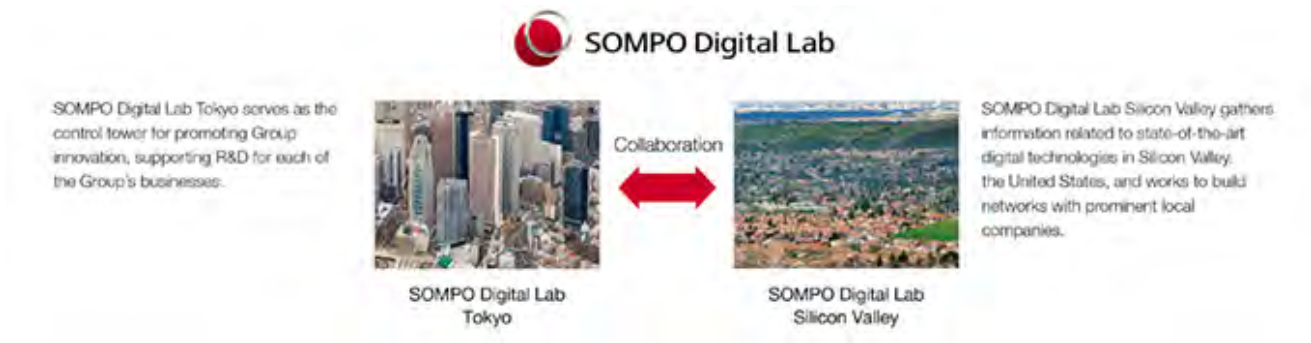 SOMPO Digital Lab
SOMPO Digital Lab Tokyo serves as the
control tower for promoting Group
innovation, supporting R&D for each of
the Group's businesses.
Collaboration
SOMPO Digital Lab
Tokyo
SOMPO Digital Lab
Silicon Valley
SOMPO Digital Lab Silicon Valley gathers
information related to state-of-the-art
digital technologies in Silicon Valley,
the United States, and works to build
networks with prominent local
companies.